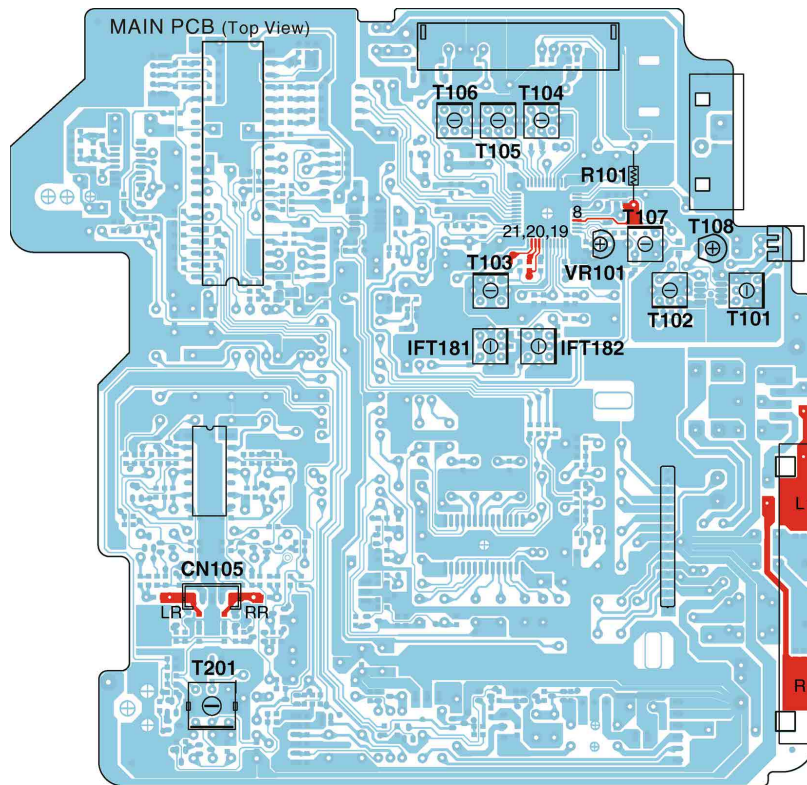 MAIN PCB (Top View)
T106 T104
T105
R101
8
T107
T108
21,20,19
T103
VR101
T102
T101
IFT181
IFT182
L
CN105
LR
RR
T201
R